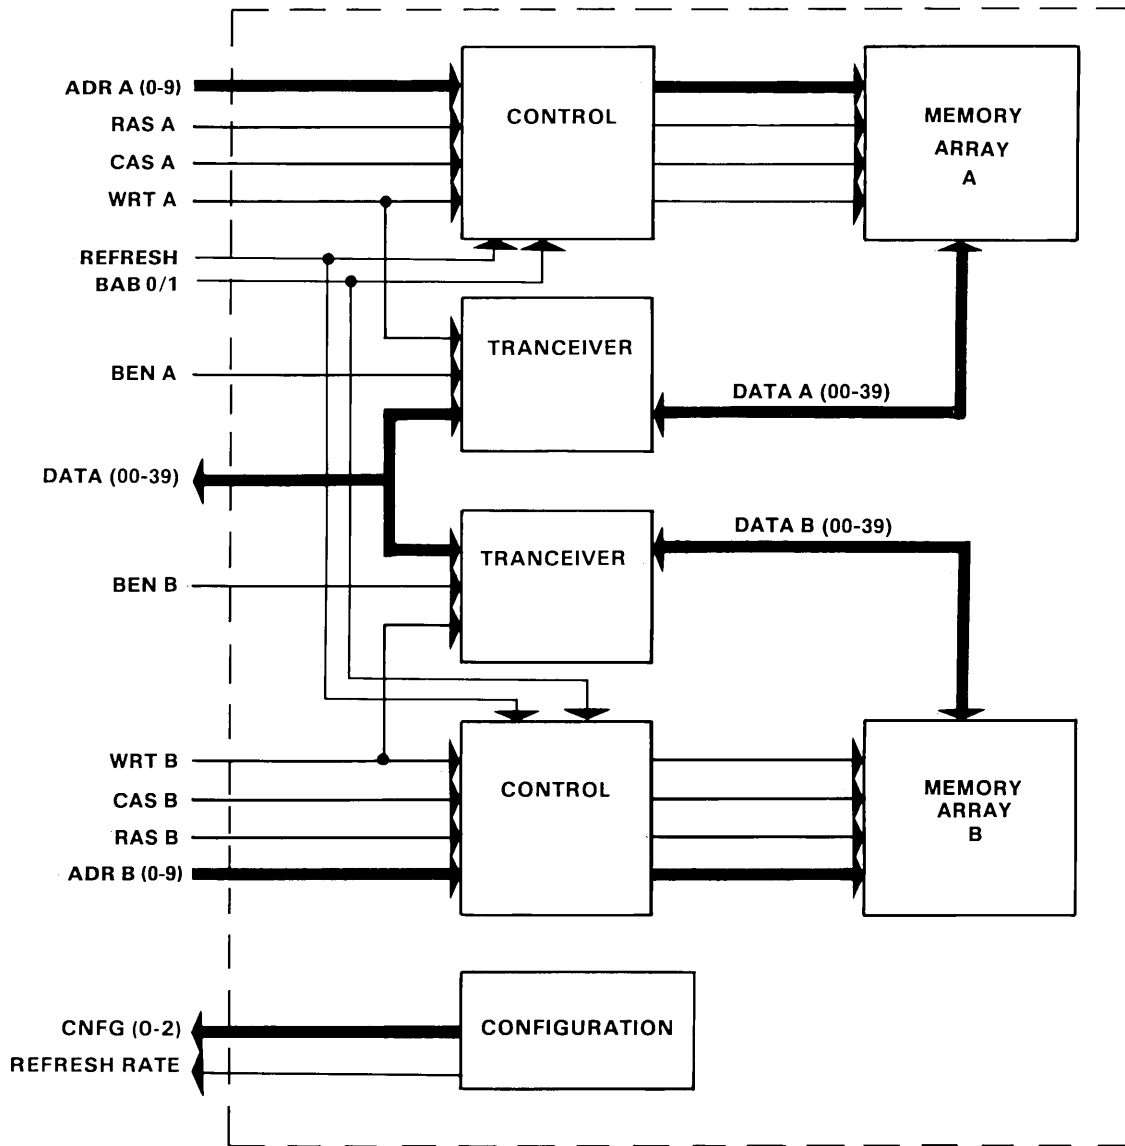 ADR A (0-9)
RAS A
CAS A
WRT A
REFRESH
BAB 0/1
CONTROL
MEMORY
ARRAY
A
BEN A
TRANCEIVER
DATA A (00-39)
DATA (00-39)
BEN B
TRANCEIVER
DATA B (00-39)
WRT B
CAS B
RAS B
ADR B (0-9)
CONTROL
MEMORY
ARRAY
B
CNFG (0-2)
REFRESH RATE
CONFIGURATION